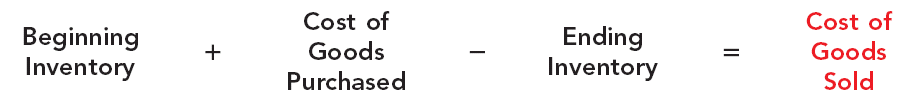 Beginning
Inventory
+
Cost of
Goods
Purchased
−
Ending
Inventory
=
Cost of
Goods
Sold